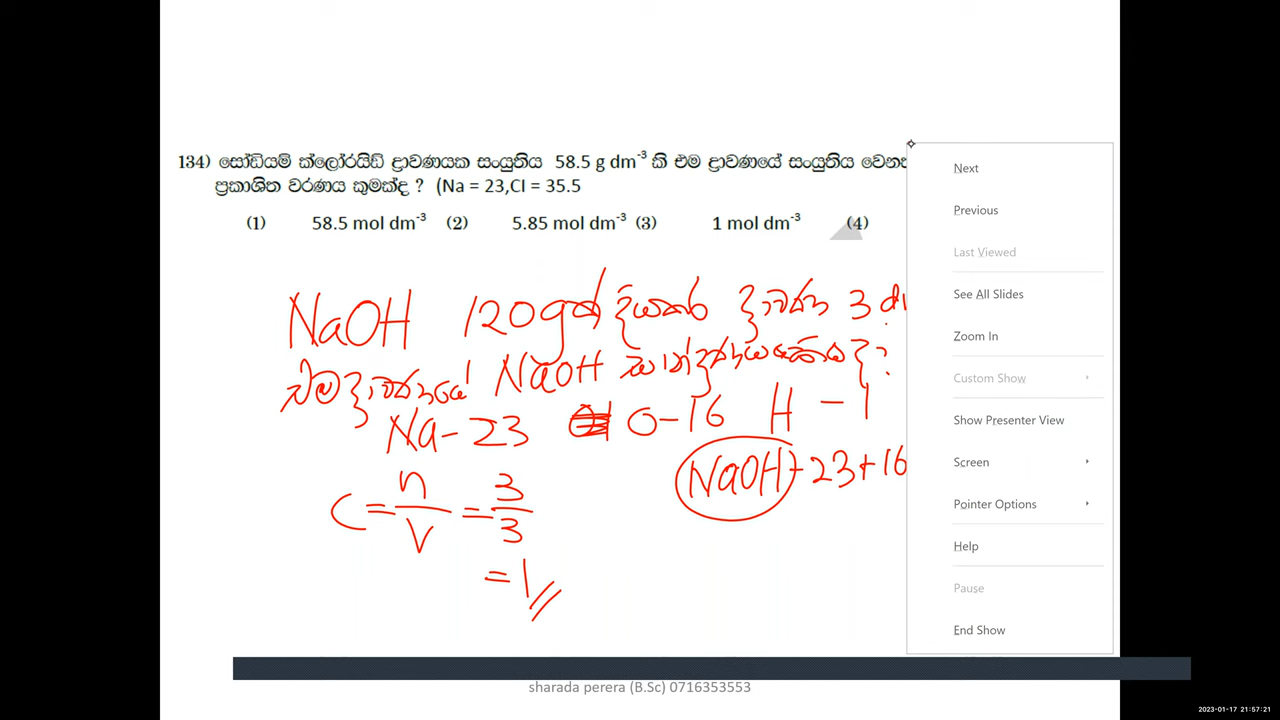 134) සෝඩියම් ක්ලෝරයිඩ් ද්‍රාවණයක සංයුතිය 58.5 g dm⁻³ කි එම ද්‍රාවණයේ සංයුතිය
ප්‍රකාශිත වරණය කුමක්ද ? (Na = 23,Cl = 35.5
(1) 58.5 mol dm⁻³ (2) 5.85 mol dm⁻³ (3) 1 mol dm⁻³ (4)
NaOH 120g දියකර ද්‍රාවණ 3
NaOH
Na-23 O-16 H-1
NaOH-23+16
C = n/V = 3/3
=1
Next
Previous
Last Viewed
See All Slides
Zoom In
Custom Show
Show Presenter View
Screen
Pointer Options
Help
Pause
End Show
sharada perera (B.Sc) 0716353553
2023-01-17 21:57:21